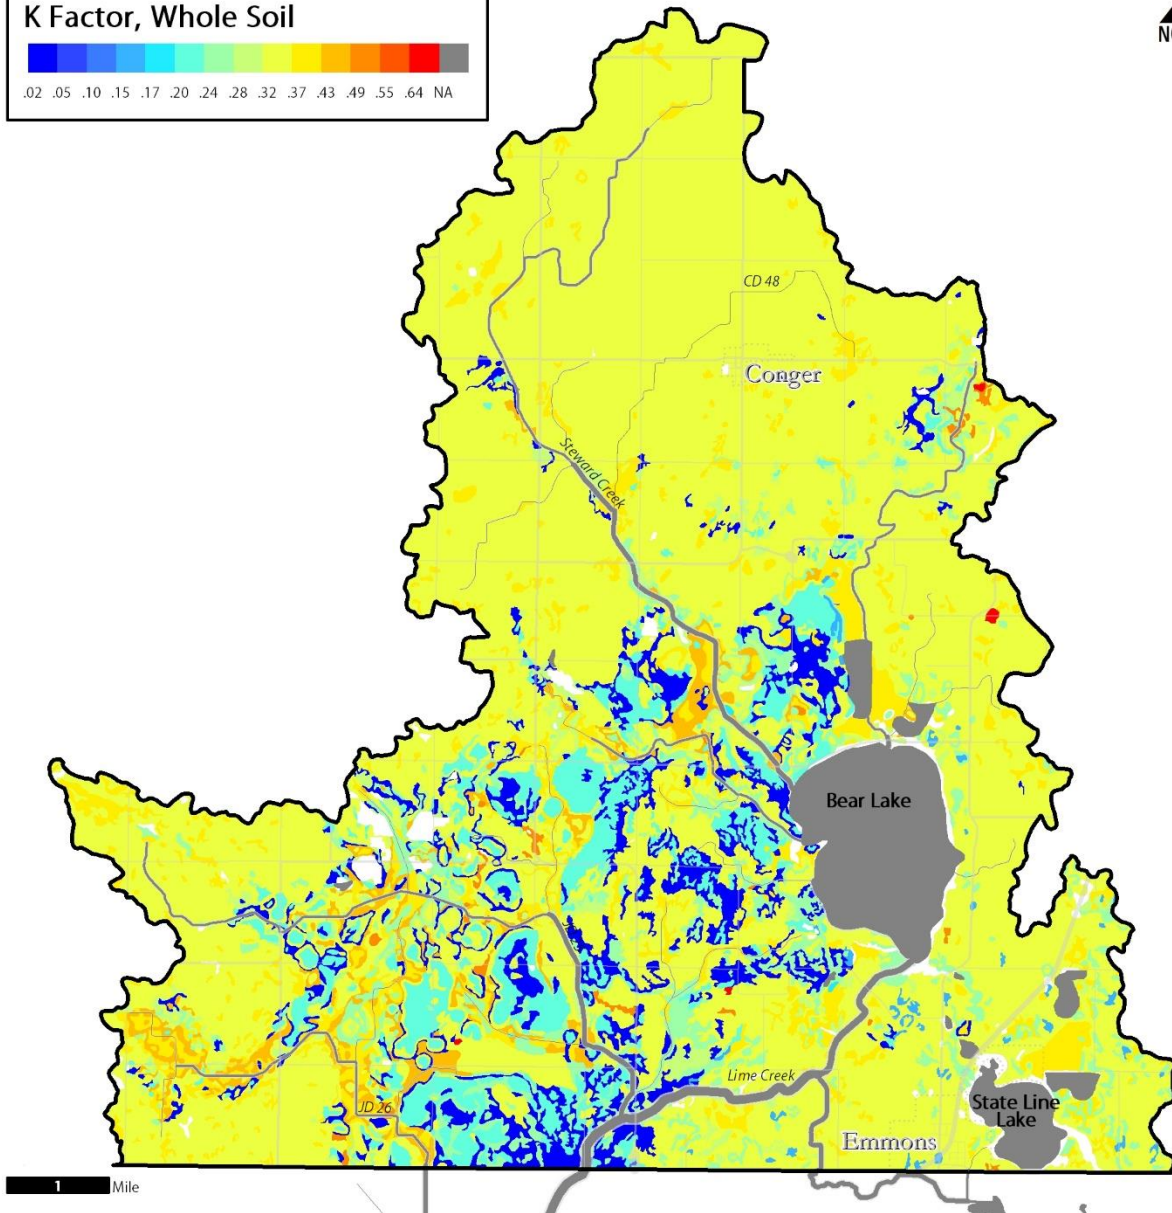 K Factor, Whole Soil
.02 .05 .10 .15 .17 .20 .24 .28 .32 .37 .43 .49 .55 .64 NA
CD 48
Conger
Steward Creek
Bear Lake
Lime Creek
JD 26
State Line
Lake
Emmons
1 Mile